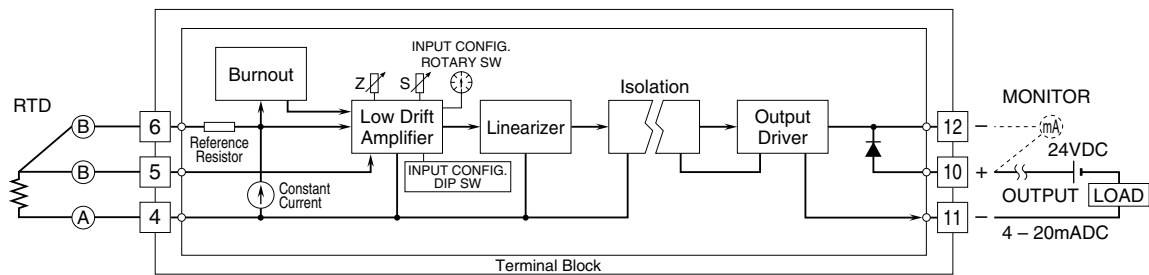 RTD
B
B
A
6
5
4
Reference
Resistor
Burnout
Constant
Current
Z
S
INPUT CONFIG.
ROTARY SW
Low Drift
Amplifier
INPUT CONFIG.
DIP SW
Linearizer
Isolation
Output
Driver
12
10
11
−
+
−
MONITOR
mA
24VDC
OUTPUT
LOAD
4 – 20mADC
Terminal Block